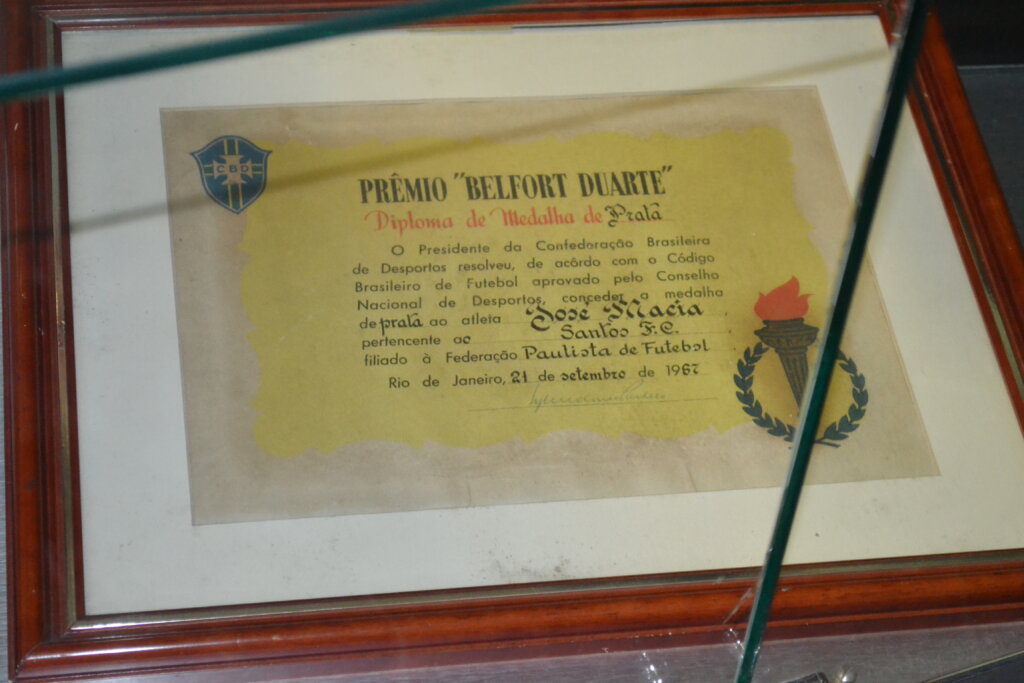 CBD
PRÊMIO "BELFORT DUARTE"
Diploma de Medalha de Prata
O Presidente da Confederação Brasileira
de Desportos resolveu, de acôrdo com o Código
Brasileiro de Futebol aprovado pelo Conselho
Nacional de Desportos, conceder a medalha
de prata ao atleta José Macia
pertencente ao Santos F.C.
filiado à Federação Paulista de Futebol
Rio de Janeiro, 21 de setembro de 1967